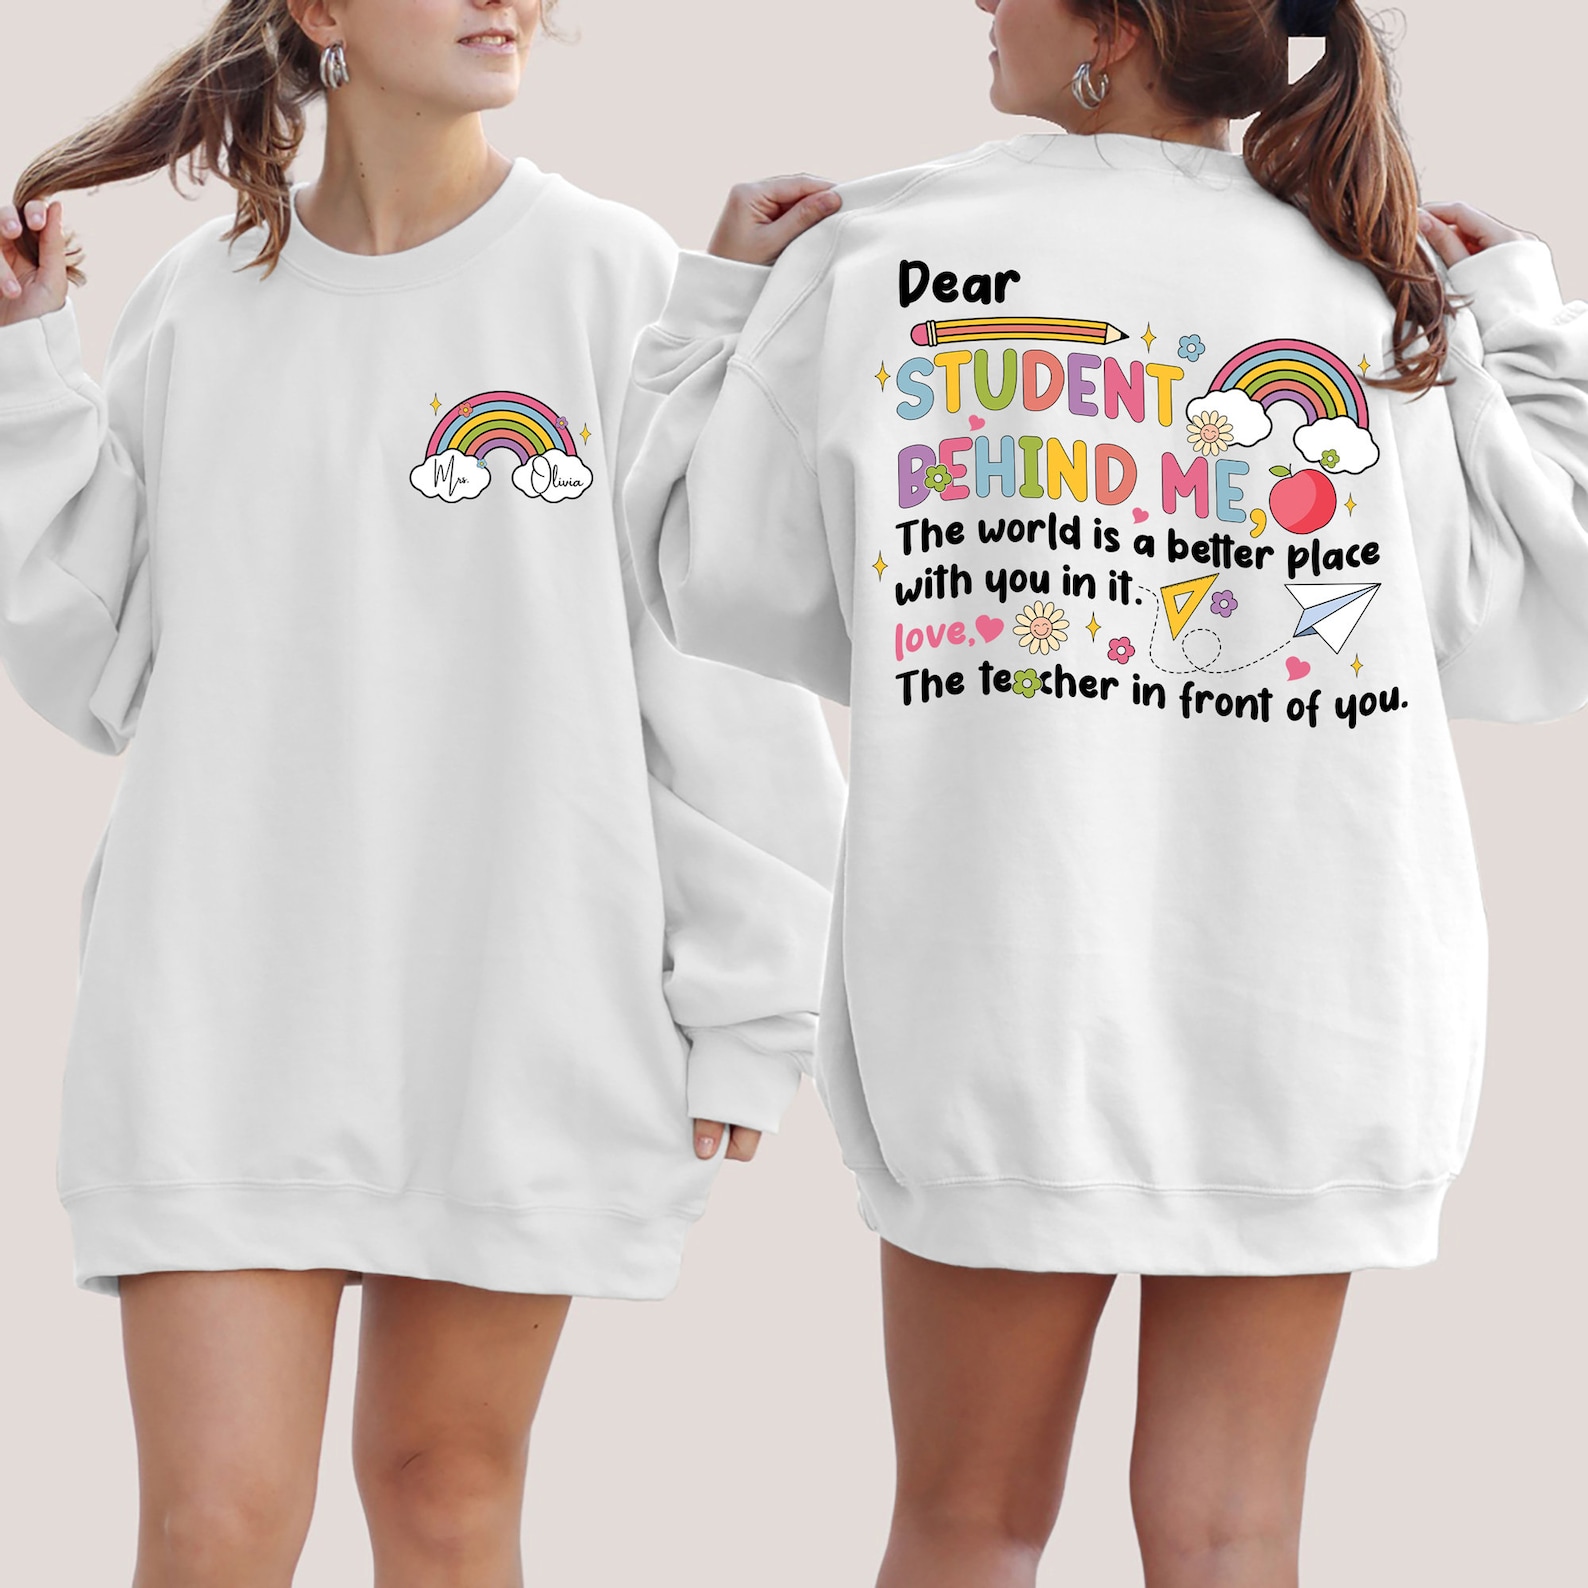 Mrs. Olivia
Dear
STUDENT
BEHIND ME,
The world is a better place
with you in it.
love,
The teacher in front of you.